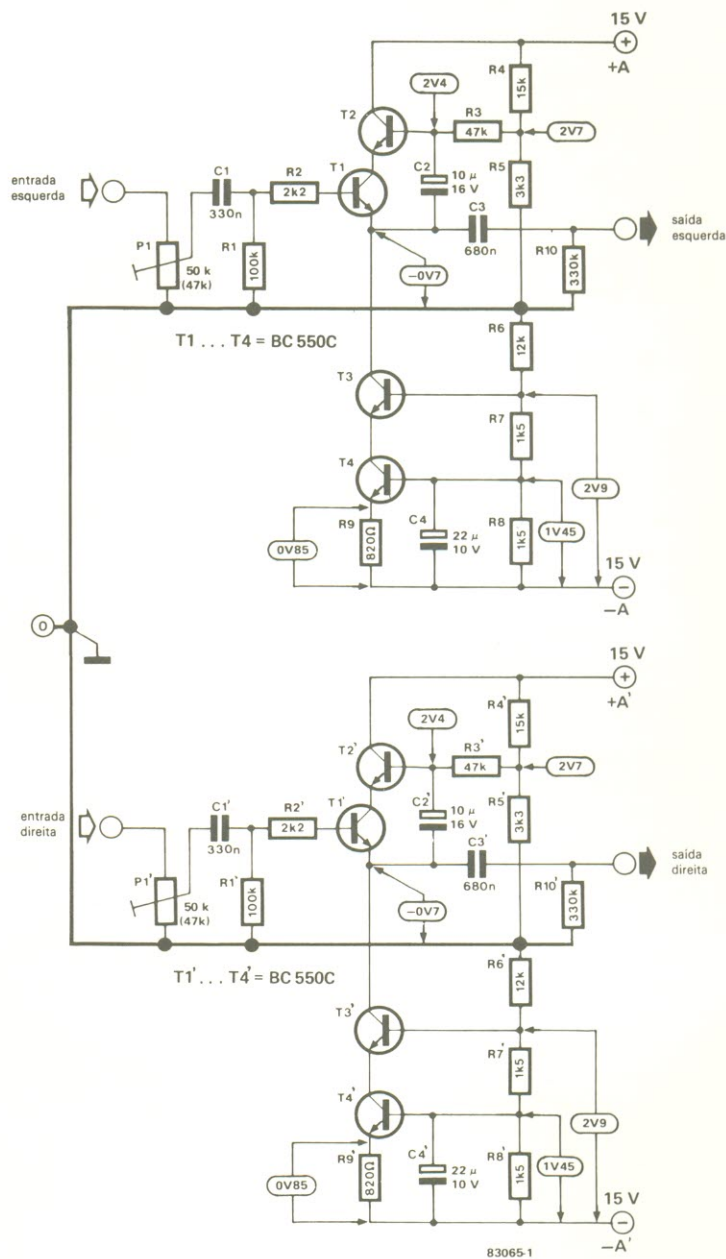 15 V
+
+A
R4
15k
2V4
R3
47k
2V7
T2
T1
C1
330n
R2
2k2
C2
10 µ
16 V
R5
3k3
entrada
esquerda
C3
680n
saída
esquerda
P1
50 k
(47k)
R1
100k
-0V7
R10
330k
T1 . . . T4 = BC 550C
R6
12k
T3
R7
1k5
T4
2V9
R9
820Ω
0V85
C4
22 µ
10 V
R8
1k5
1V45
15 V
−
−A
0
15 V
+
+A'
R4'
15k
2V4
R3'
47k
2V7
T2'
T1'
C1'
330n
R2'
2k2
C2'
10 µ
16 V
R5'
3k3
entrada
direita
C3'
680n
saída
direita
P1'
50 k
(47k)
R1'
100k
-0V7
R10'
330k
T1' . . . T4' = BC 550C
R6'
12k
T3'
R7'
1k5
T4'
2V9
R9'
820Ω
0V85
C4'
22 µ
10 V
R8'
1k5
1V45
15 V
−
−A'
83065-1